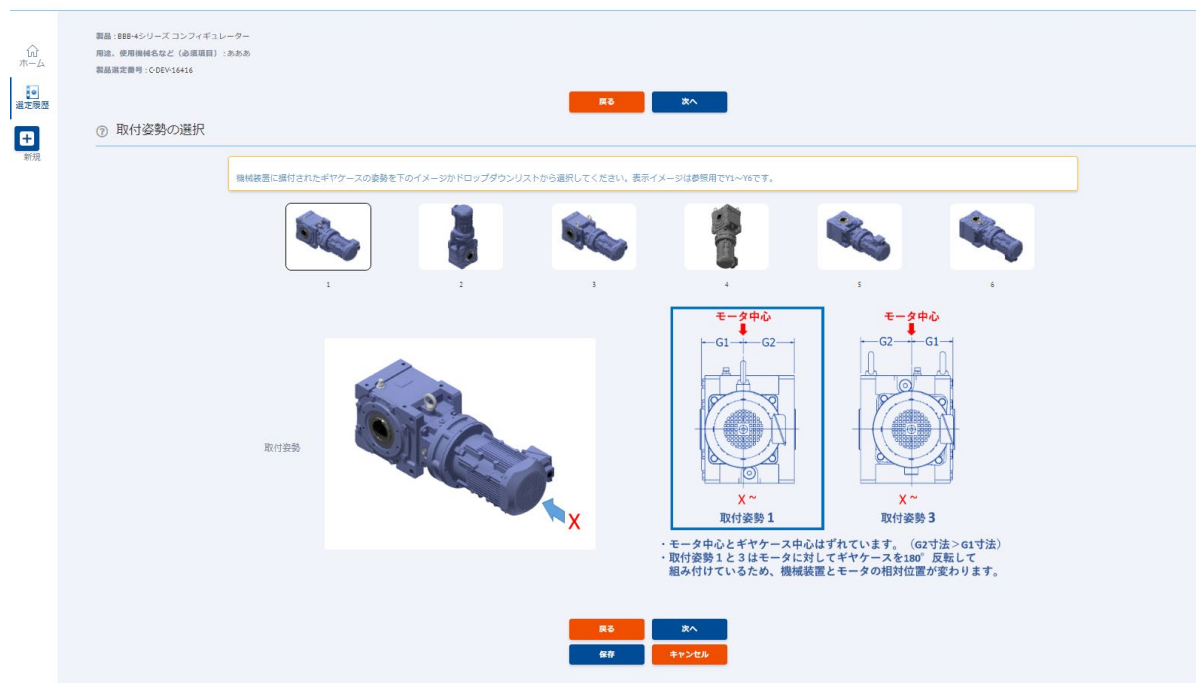 製品 : BBB-4シリーズ コンフィギュレーター
用途、使用機械名など（必須項目） : あああ
製品選定番号 : C-DEV-16416
ホーム
選定履歴
新規
戻る
次へ
取付姿勢の選択
機械装置に据付されたギヤケースの姿勢を下のイメージかドロップダウンリストから選択してください。表示イメージは参照用でY1～Y6です。
1
2
3
4
5
6
取付姿勢
X
モータ中心
G1
G2
X ~
取付姿勢 1
モータ中心
G2
G1
X ~
取付姿勢 3
・モータ中心とギヤケース中心はずれています。（G2寸法＞G1寸法）
・取付姿勢１と３はモータに対してギヤケースを180° 反転して
組み付けているため、機械装置とモータの相対位置が変わります。
戻る
次へ
保存
キャンセル